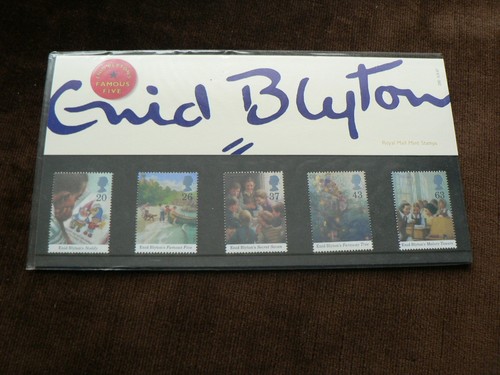 FAMOUS
FIVE
Enid Blyton
Royal Mail Mint Stamps
20
Enid Blyton's Noddy
26
Enid Blyton's Famous Five
37
Enid Blyton's Secret Seven
43
Enid Blyton's Faraway Tree
63
Enid Blyton's Malory Towers